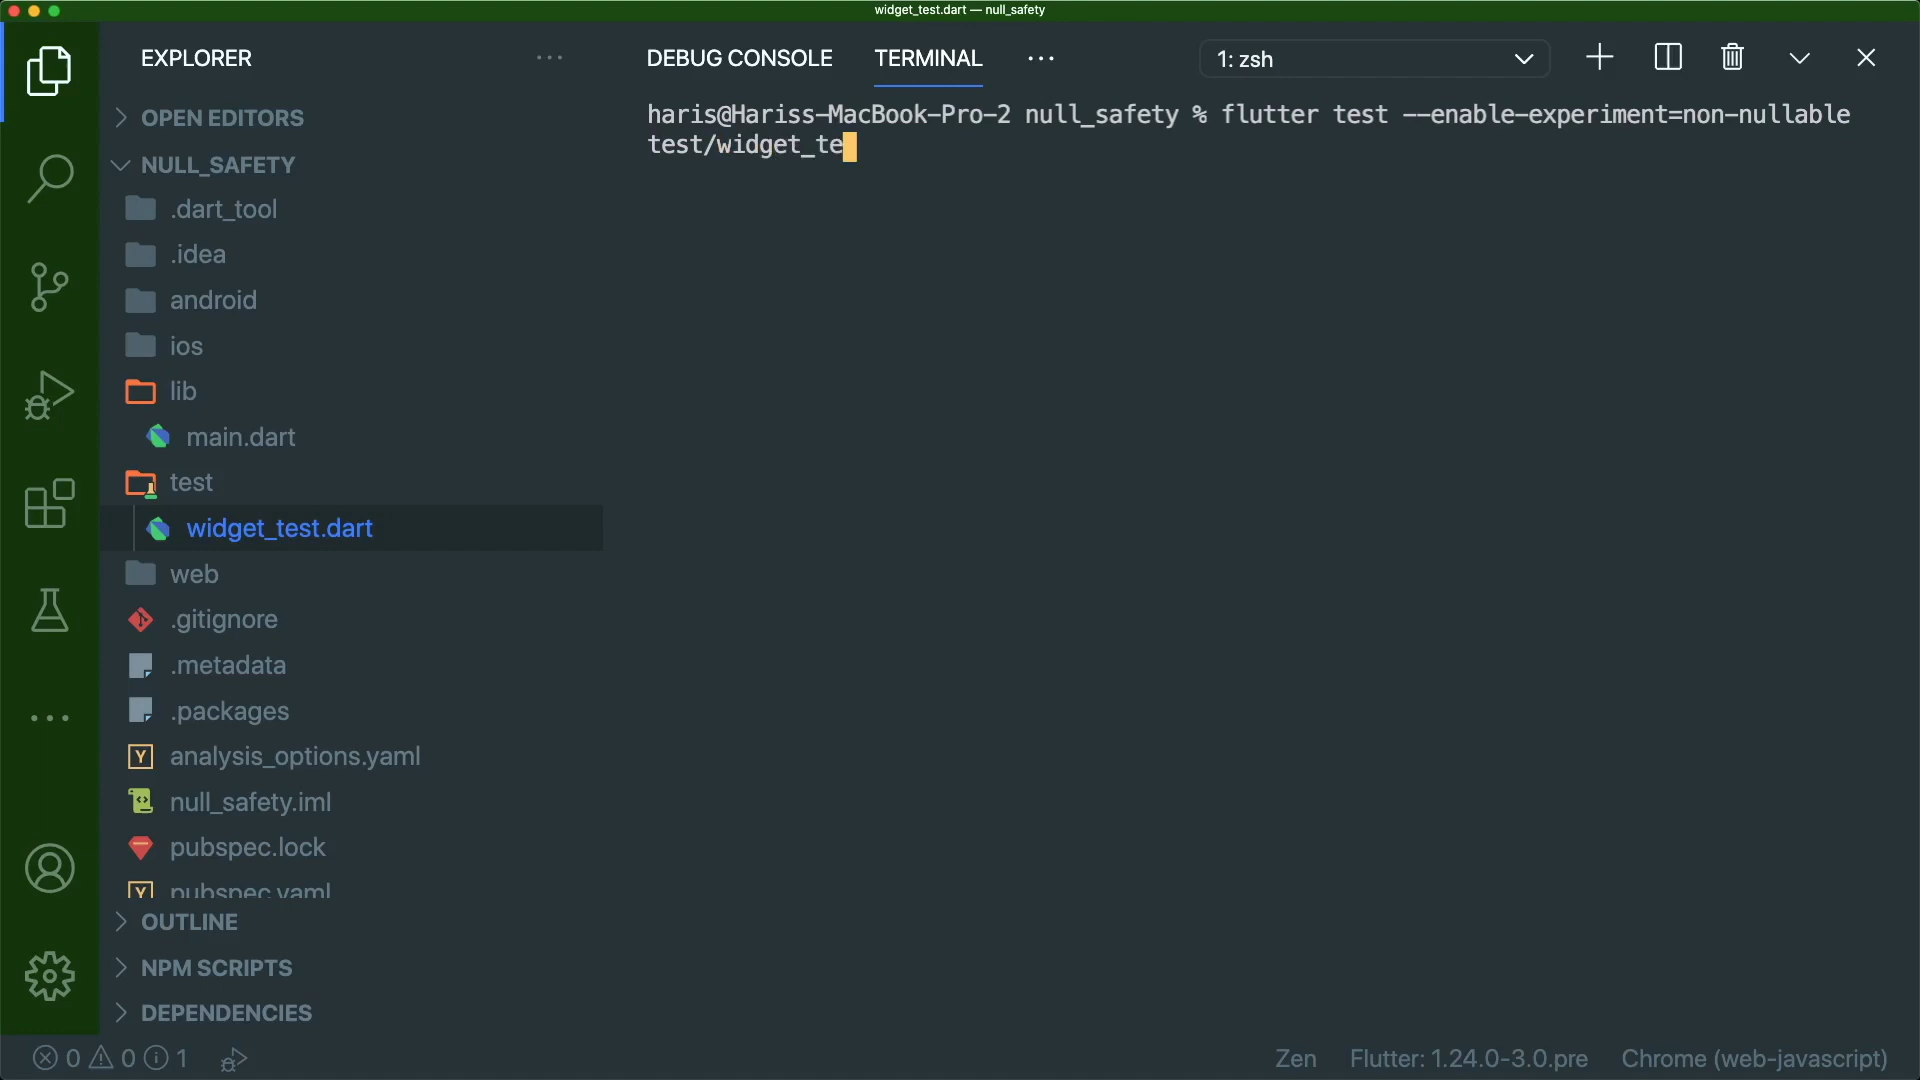 widget_test.dart — null_safety
EXPLORER
DEBUG CONSOLE
TERMINAL
1: zsh
OPEN EDITORS
NULL_SAFETY
.dart_tool
.idea
android
ios
lib
main.dart
test
widget_test.dart
web
.gitignore
.metadata
.packages
analysis_options.yaml
null_safety.iml
pubspec.lock
pubspec.yaml
OUTLINE
NPM SCRIPTS
DEPENDENCIES
haris@Hariss-MacBook-Pro-2 null_safety % flutter test --enable-experiment=non-nullable
test/widget_te
0 0 1
Zen
Flutter: 1.24.0-3.0.pre
Chrome (web-javascript)